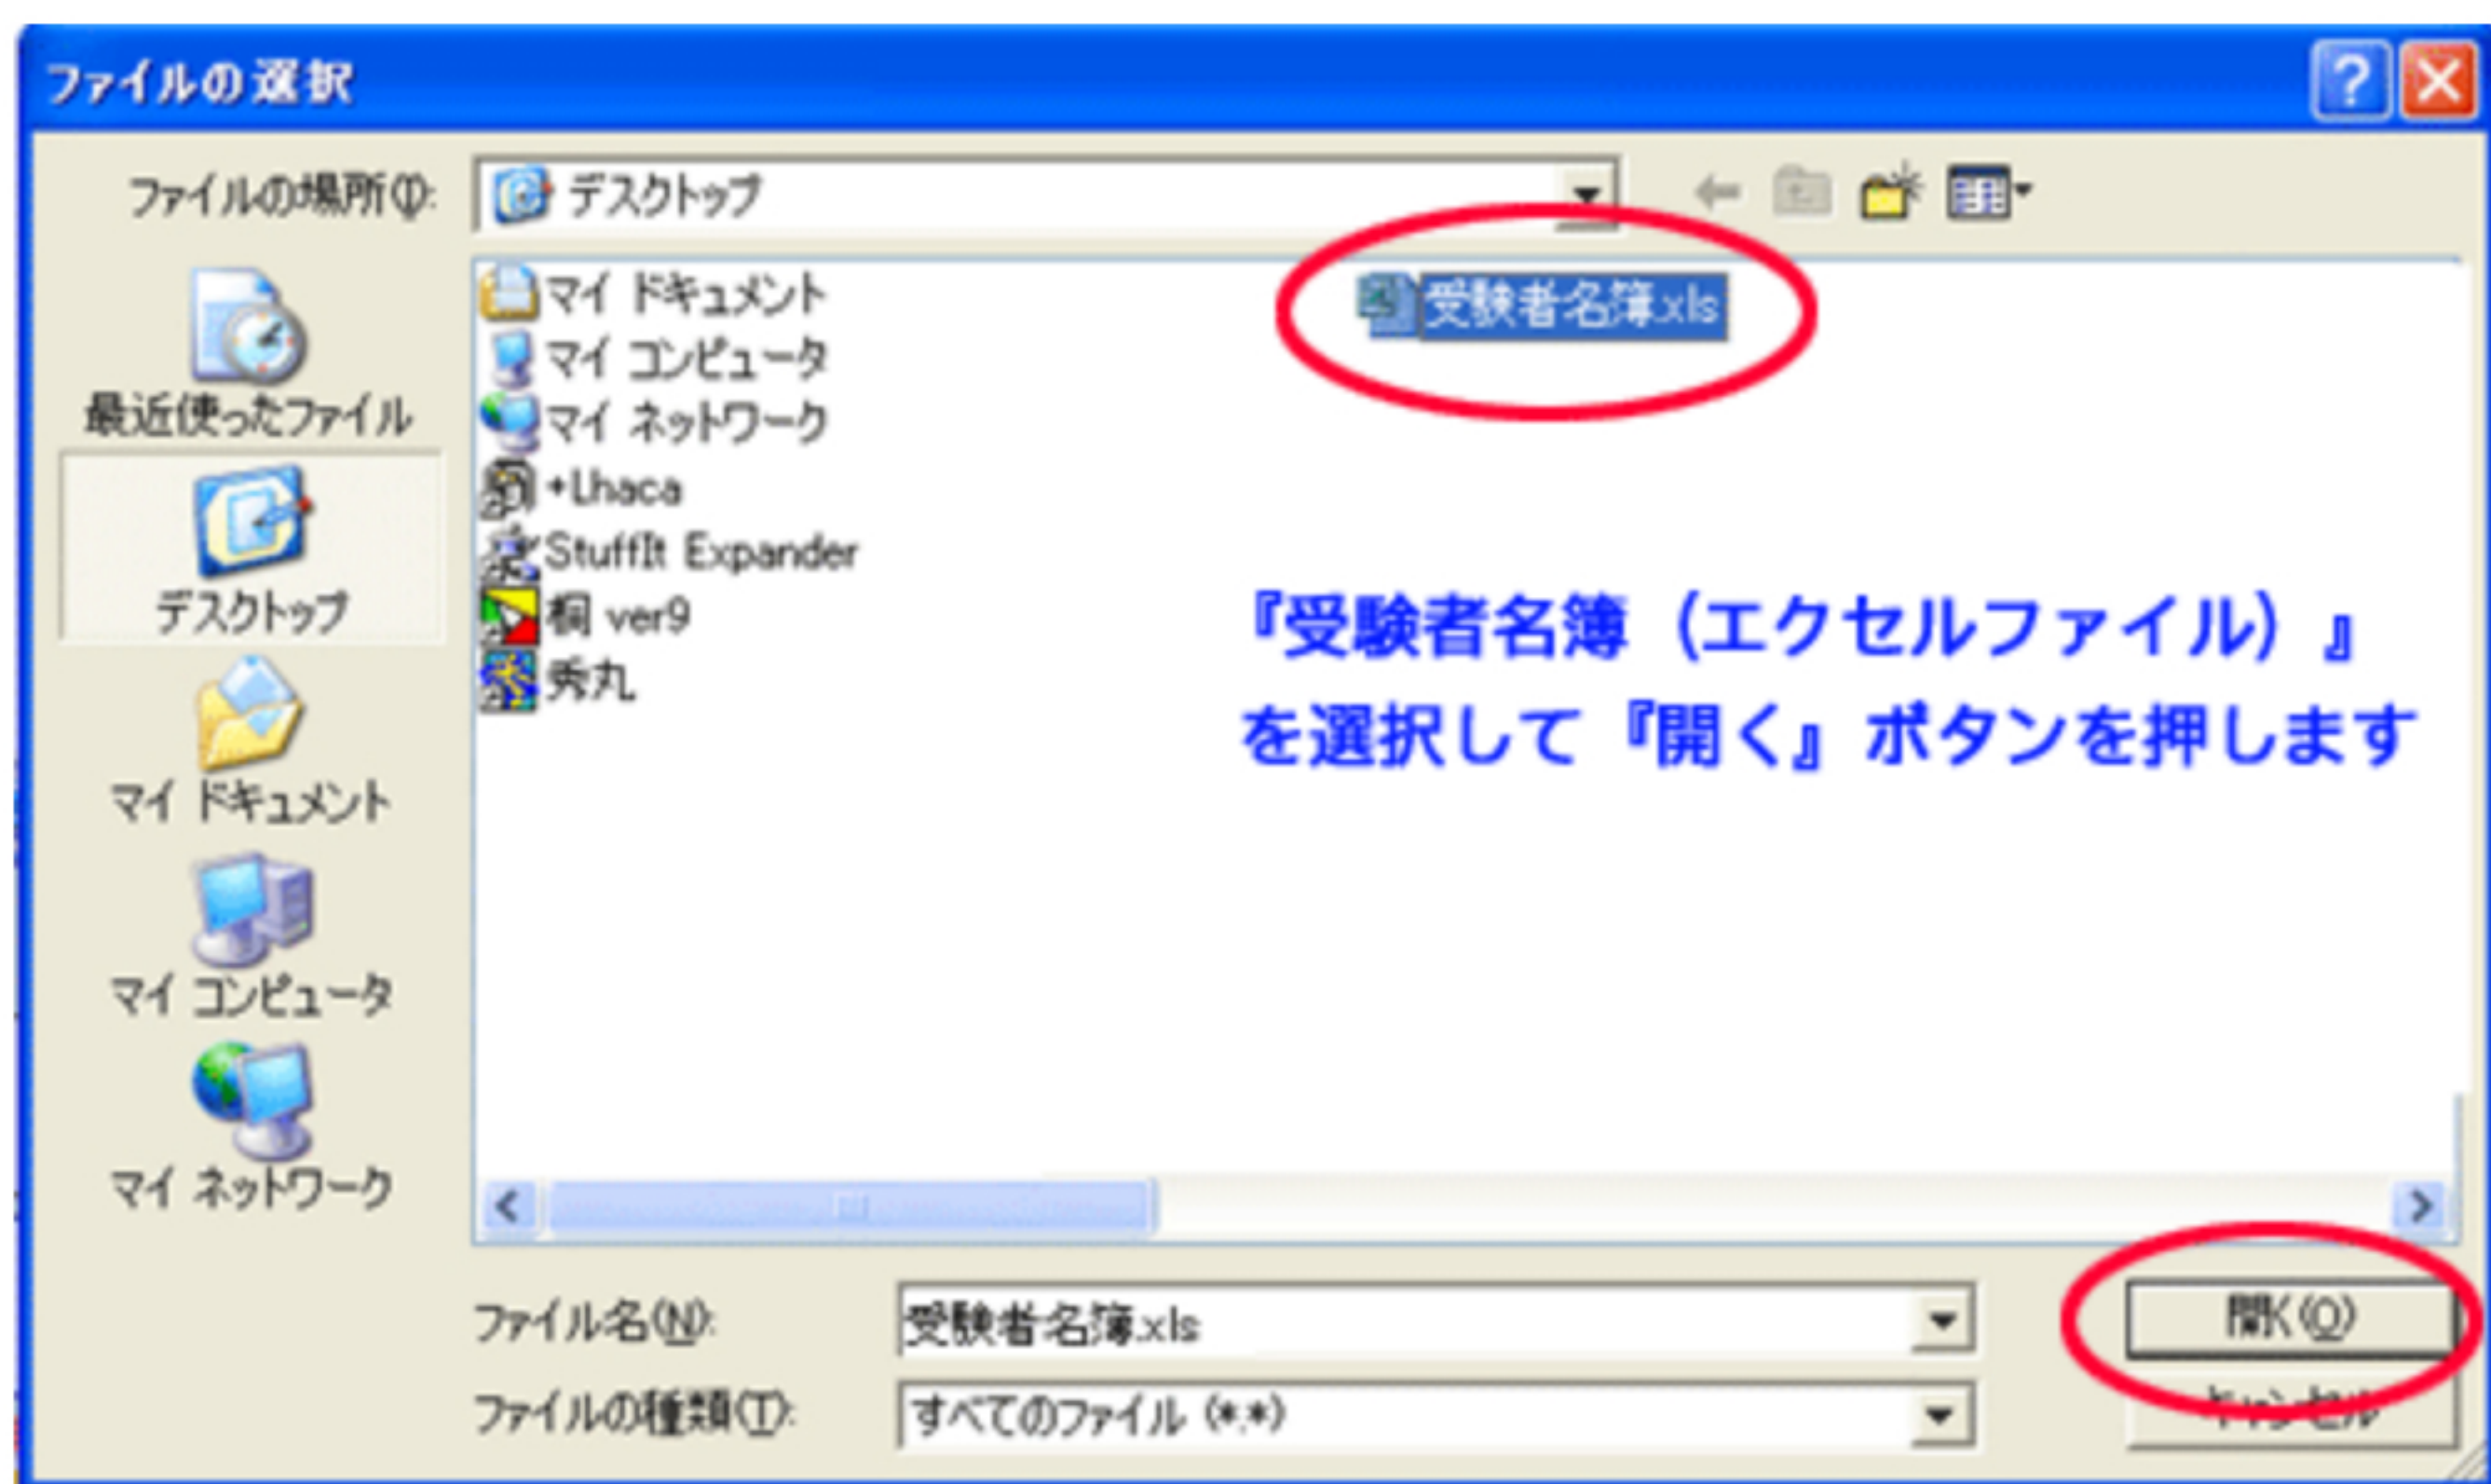 ファイルの選択
ファイルの場所(I):
デスクトップ
最近使ったファイル
デスクトップ
マイ ドキュメント
マイ コンピュータ
マイ ネットワーク
マイ ドキュメント
マイ コンピュータ
マイ ネットワーク
+Lhaca
StuffIt Expander
桐 ver9
秀丸
受験者名簿.xls
『受験者名簿（エクセルファイル）』
を選択して『開く』ボタンを押します
ファイル名(N):
受験者名簿.xls
開く(O)
ファイルの種類(T):
すべてのファイル (*.*)
キャンセル